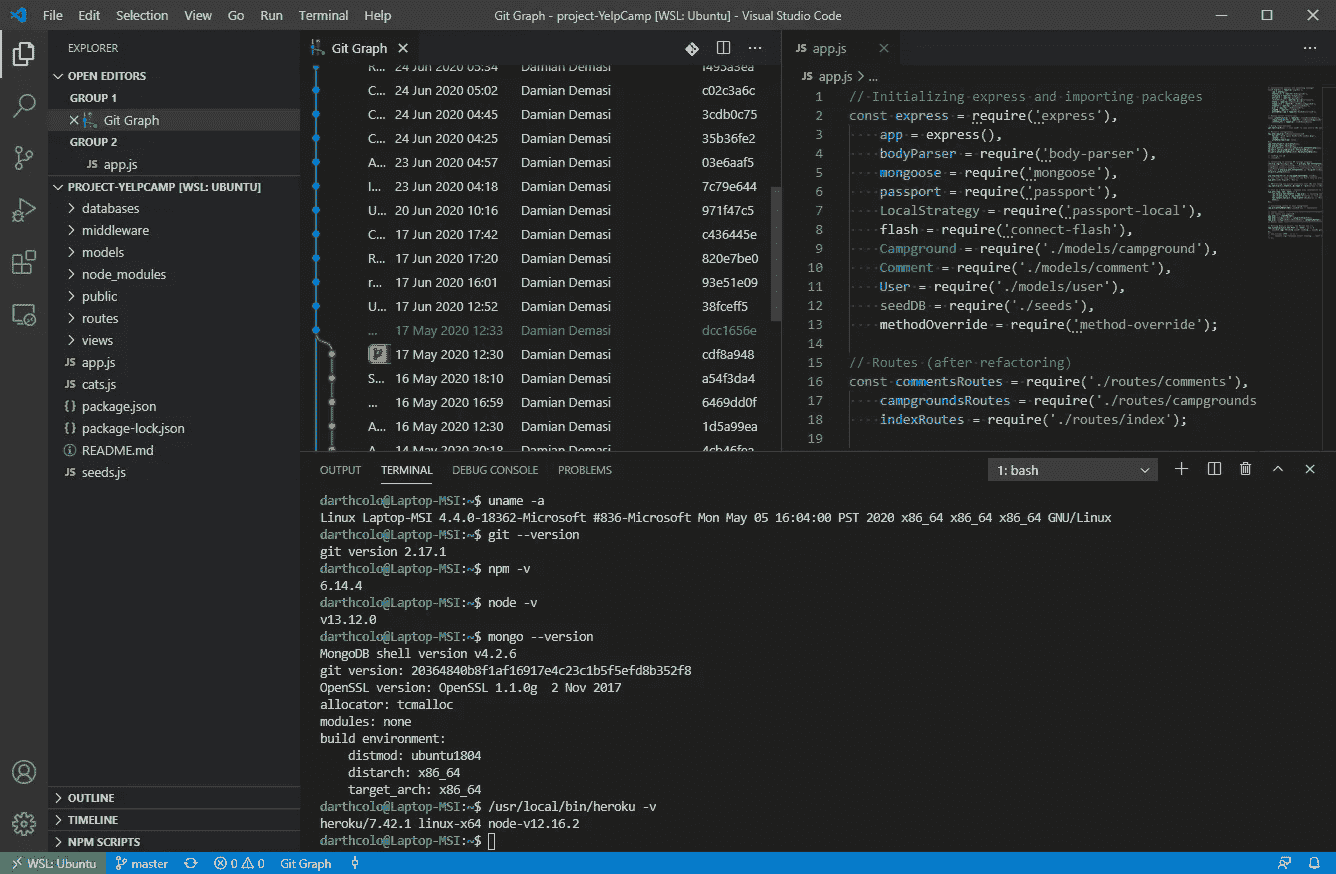 File Edit Selection View Go Run Terminal Help
Git Graph - project-YelpCamp [WSL: Ubuntu] - Visual Studio Code
EXPLORER
OPEN EDITORS
GROUP 1
Git Graph
GROUP 2
JS app.js
PROJECT-YELPCAMP [WSL: UBUNTU]
databases
middleware
models
node_modules
public
routes
views
JS app.js
JS cats.js
{} package.json
{} package-lock.json
README.md
JS seeds.js
OUTLINE
TIMELINE
NPM SCRIPTS
Git Graph
R... 24 Jun 2020 05:34 Damian Demasi f495a3ea
C... 24 Jun 2020 05:02 Damian Demasi c02c3a6c
C... 24 Jun 2020 04:45 Damian Demasi 3cdb0c75
C... 24 Jun 2020 04:25 Damian Demasi 35b36fe2
A... 23 Jun 2020 04:57 Damian Demasi 03e6aaf5
I... 23 Jun 2020 04:18 Damian Demasi 7c79e644
U... 20 Jun 2020 10:16 Damian Demasi 971f47c5
C... 17 Jun 2020 17:42 Damian Demasi c436445e
R... 17 Jun 2020 17:20 Damian Demasi 820e7be0
r... 17 Jun 2020 16:01 Damian Demasi 93e51e09
U... 17 Jun 2020 12:52 Damian Demasi 38fceff5
... 17 May 2020 12:33 Damian Demasi dcc1656e
17 May 2020 12:30 Damian Demasi cdf8a948
S... 16 May 2020 18:10 Damian Demasi a54f3da4
... 16 May 2020 16:59 Damian Demasi 6469dd0f
A... 16 May 2020 12:30 Damian Demasi 1d5a99ea
A... 14 May 2020 20:18 Damian Demasi 4cb46fea
JS app.js
JS app.js > ...
1 // Initializing express and importing packages
2 const express = require('express'),
3 app = express(),
4 bodyParser = require('body-parser'),
5 mongoose = require('mongoose'),
6 passport = require('passport'),
7 LocalStrategy = require('passport-local'),
8 flash = require('connect-flash'),
9 Campground = require('./models/campground'),
10 Comment = require('./models/comment'),
11 User = require('./models/user'),
12 seedDB = require('./seeds'),
13 methodOverride = require('method-override');
14
15 // Routes (after refactoring)
16 const commentsRoutes = require('./routes/comments'),
17 campgroundsRoutes = require('./routes/campgrounds
18 indexRoutes = require('./routes/index');
19
OUTPUT TERMINAL DEBUG CONSOLE PROBLEMS
1: bash
darthcolo@Laptop-MSI:~$ uname -a
Linux Laptop-MSI 4.4.0-18362-Microsoft #836-Microsoft Mon May 05 16:04:00 PST 2020 x86_64 x86_64 x86_64 GNU/Linux
darthcolo@Laptop-MSI:~$ git --version
git version 2.17.1
darthcolo@Laptop-MSI:~$ npm -v
6.14.4
darthcolo@Laptop-MSI:~$ node -v
v13.12.0
darthcolo@Laptop-MSI:~$ mongo --version
MongoDB shell version v4.2.6
git version: 20364840b8f1af16917e4c23c1b5f5efd8b352f8
OpenSSL version: OpenSSL 1.1.0g  2 Nov 2017
allocator: tcmalloc
modules: none
build environment:
distmod: ubuntu1804
distarch: x86_64
target_arch: x86_64
darthcolo@Laptop-MSI:~$ /usr/local/bin/heroku -v
heroku/7.42.1 linux-x64 node-v12.16.2
darthcolo@Laptop-MSI:~$
WSL: Ubuntu master 0 0 Git Graph